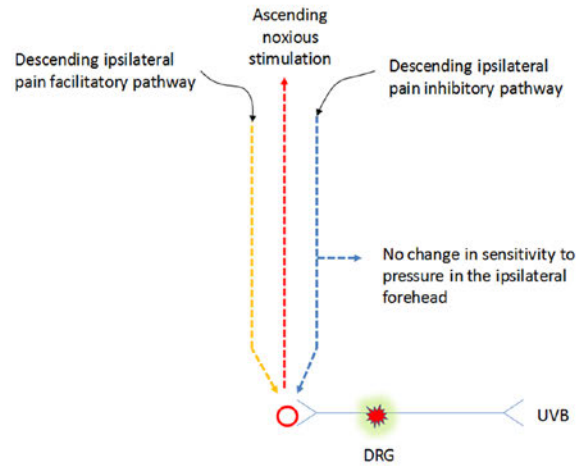 Ascending
noxious
stimulation
Descending ipsilateral
pain facilitatory pathway
Descending ipsilateral
pain inhibitory pathway
No change in sensitivity to
pressure in the ipsilateral
forehead
UVB
DRG